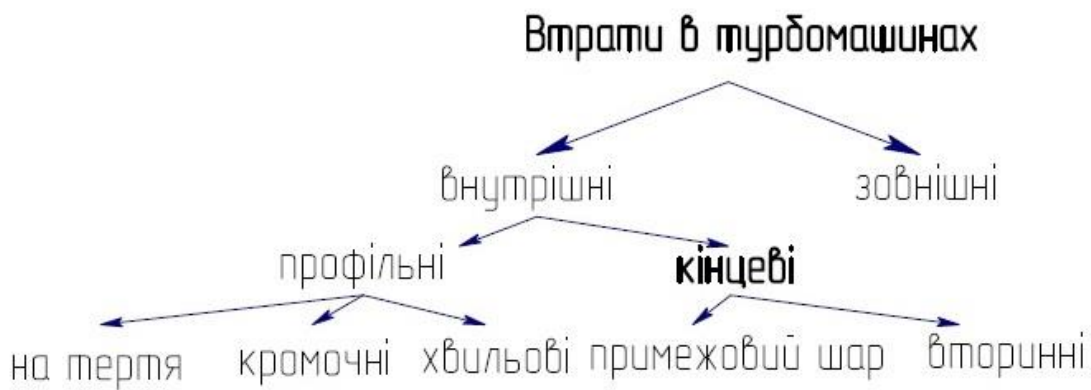 Втрати в турбомашинах
внутрішні зовнішні
профільні кінцеві
на тертя кромочні хвильові примежовий шар вторинні